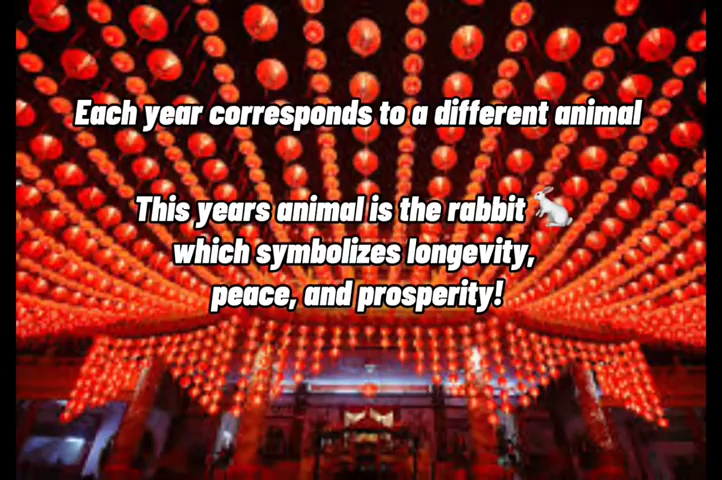 Each year corresponds to a different animal
This years animal is the rabbit 🐇
which symbolizes longevity,
peace, and prosperity!